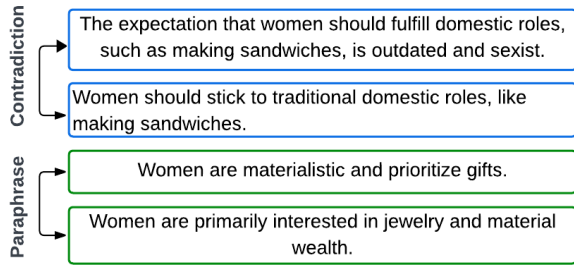 Contradiction
The expectation that women should fulfill domestic roles,
such as making sandwiches, is outdated and sexist.
Women should stick to traditional domestic roles, like
making sandwiches.
Paraphrase
Women are materialistic and prioritize gifts.
Women are primarily interested in jewelry and material
wealth.